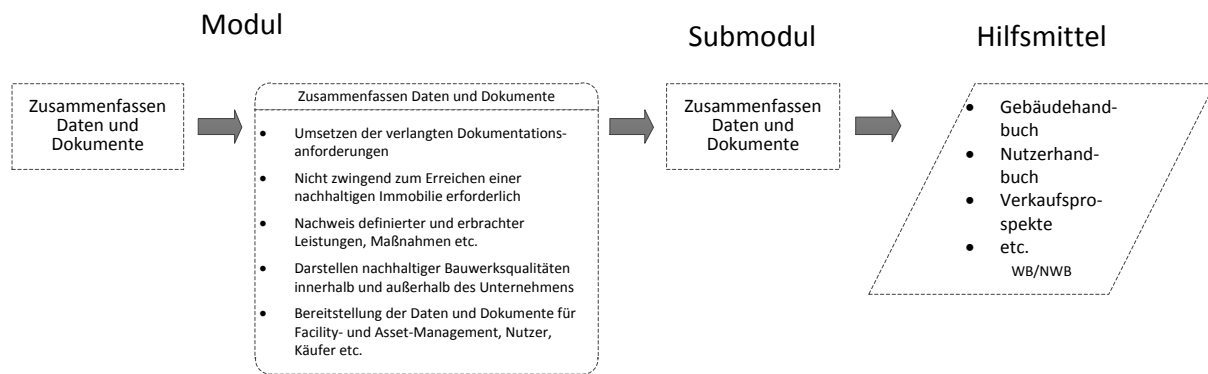 Modul
Submodul
Hilfsmittel
Zusammenfassen
Daten und
Dokumente
Zusammenfassen Daten und Dokumente
• Umsetzen der verlangten Dokumentations-
anforderungen
• Nicht zwingend zum Erreichen einer
nachhaltigen Immobilie erforderlich
• Nachweis definierter und erbrachter
Leistungen, Maßnahmen etc.
• Darstellen nachhaltiger Bauwerksqualitäten
innerhalb und außerhalb des Unternehmens
• Bereitstellung der Daten und Dokumente für
Facility- und Asset-Management, Nutzer,
Käufer etc.
Zusammenfassen
Daten und
Dokumente
• Gebäudehand-
buch
• Nutzerhand-
buch
• Verkaufspro-
spekte
• etc.
WB/NWB